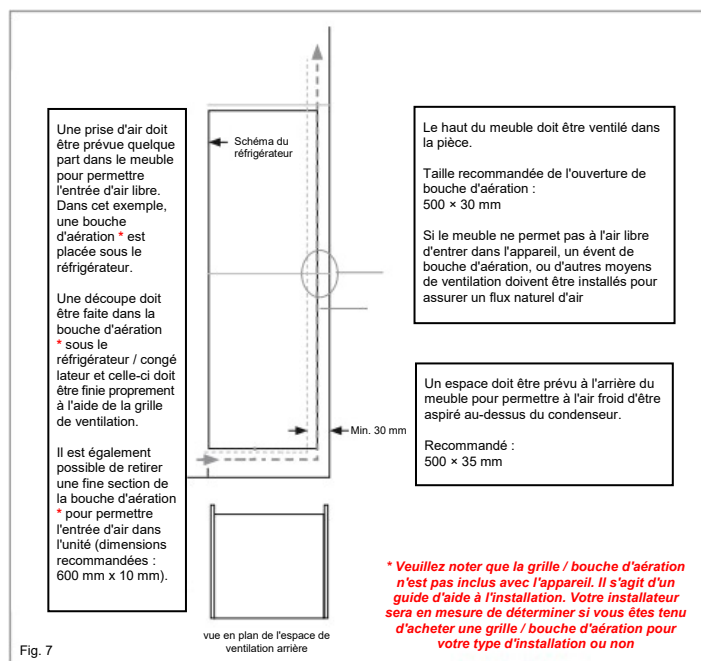 Une prise d'air doit
être prévue quelque
part dans le meuble
pour permettre
l'entrée d'air libre.
Dans cet exemple,
une bouche
d'aération * est
placée sous le
réfrigérateur.
Une découpe doit
être faite dans la
bouche d'aération
* sous le
réfrigérateur / congé
lateur et celle-ci doit
être finie proprement
à l'aide de la grille
de ventilation.
Il est également
possible de retirer
une fine section de
la bouche d'aération
* pour permettre
l'entrée d'air dans
l'unité (dimensions
recommandées :
600 mm x 10 mm).
Schéma du
réfrigérateur
Min. 30 mm
Le haut du meuble doit être ventilé dans
la pièce.
Taille recommandée de l'ouverture de
bouche d'aération :
500 × 30 mm
Si le meuble ne permet pas à l'air libre
d'entrer dans l'appareil, un évent de
bouche d'aération, ou d'autres moyens
de ventilation doivent être installés pour
assurer un flux naturel d'air
Un espace doit être prévu à l'arrière du
meuble pour permettre à l'air froid d'être
aspiré au-dessus du condenseur.
Recommandé :
500 × 35 mm
* Veuillez noter que la grille / bouche d'aération
n'est pas inclus avec l'appareil. Il s'agit d'un
guide d'aide à l'installation. Votre installateur
sera en mesure de déterminer si vous êtes tenu
d'acheter une grille / bouche d'aération pour
votre type d'installation ou non
vue en plan de l'espace de
ventilation arrière
Fig. 7